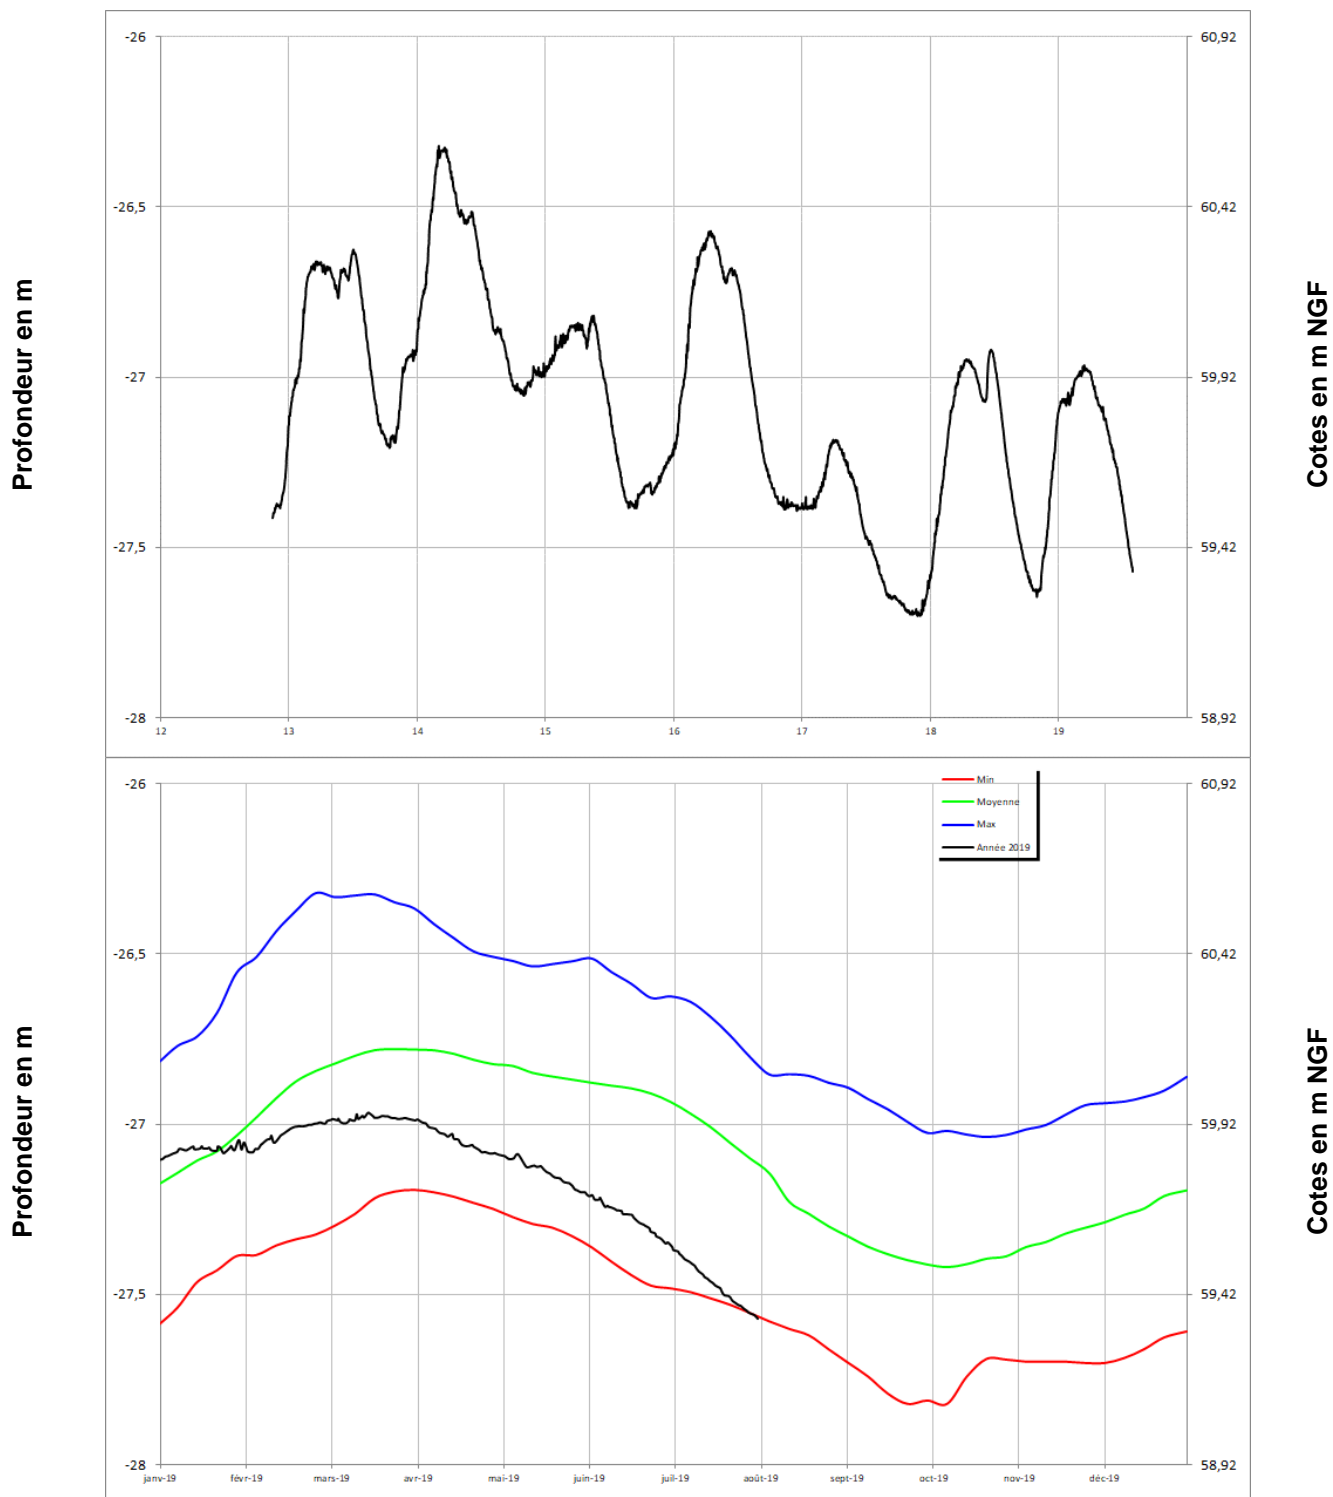 Profondeur en m
-26
-26,5
-27
-27,5
-28
60,92
60,42
59,92
59,42
58,92
Cotes en m NGF
12 13 14 15 16 17 18 19
Profondeur en m
-26
-26,5
-27
-27,5
-28
Min
Moyenne
Max
Année 2019
60,92
60,42
59,92
59,42
58,92
Cotes en m NGF
janv-19 févr-19 mars-19 avr-19 mai-19 juin-19 juil-19 août-19 sept-19 oct-19 nov-19 déc-19